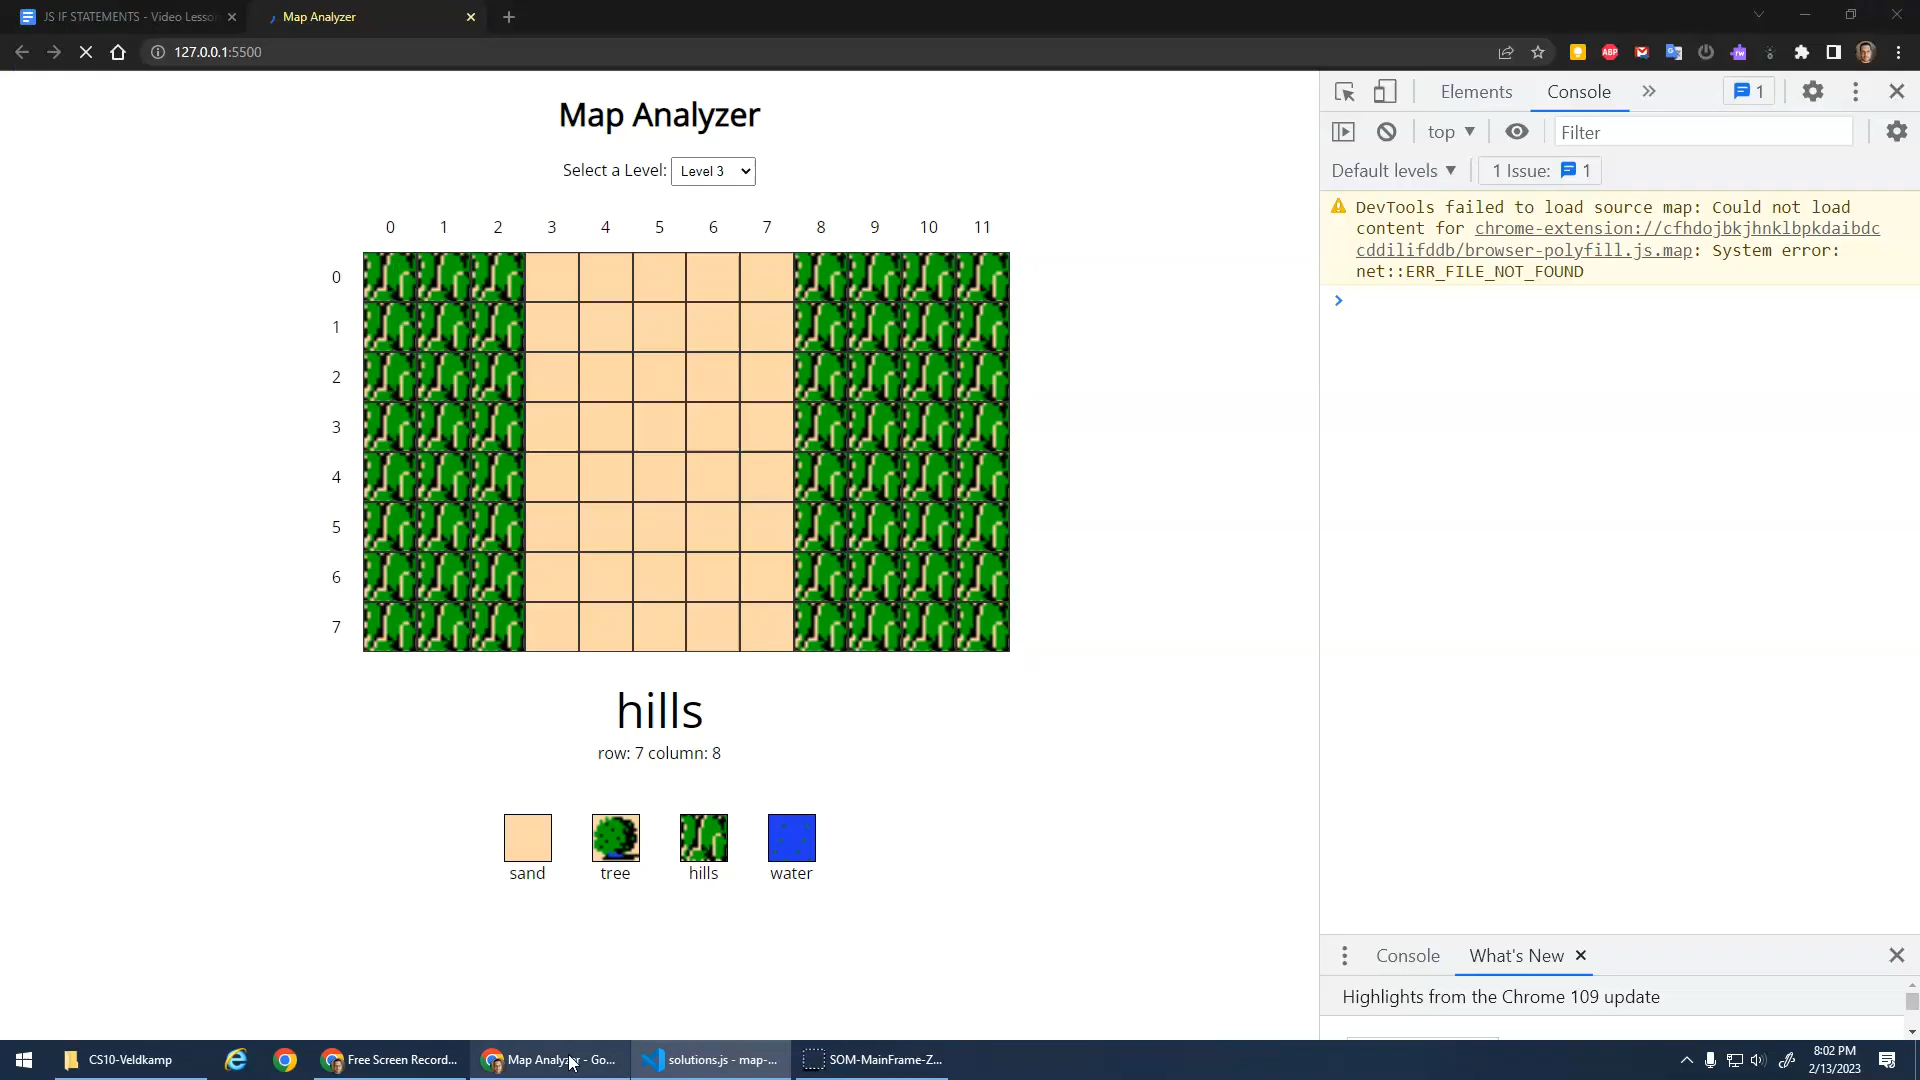 JS IF STATEMENTS - Video Lesso
Map Analyzer
127.0.0.1:5500
Map Analyzer
Select a Level: Level 3
0 1 2 3 4 5 6 7 8 9 10 11
0
1
2
3
4
5
6
7
hills
row: 7 column: 8
sand tree hills water
Elements Console 1
top Filter
Default levels 1 Issue: 1
DevTools failed to load source map: Could not load
content for chrome-extension://cfhdojbkjhnklbpkdaibdc
cddilifddb/browser-polyfill.js.map: System error:
net::ERR_FILE_NOT_FOUND
Console What's New
Highlights from the Chrome 109 update
CS10-Veldkamp
Free Screen Record...
Map Analyzer - Go...
solutions.js - map-...
SOM-MainFrame-Z...
8:02 PM
2/13/2023